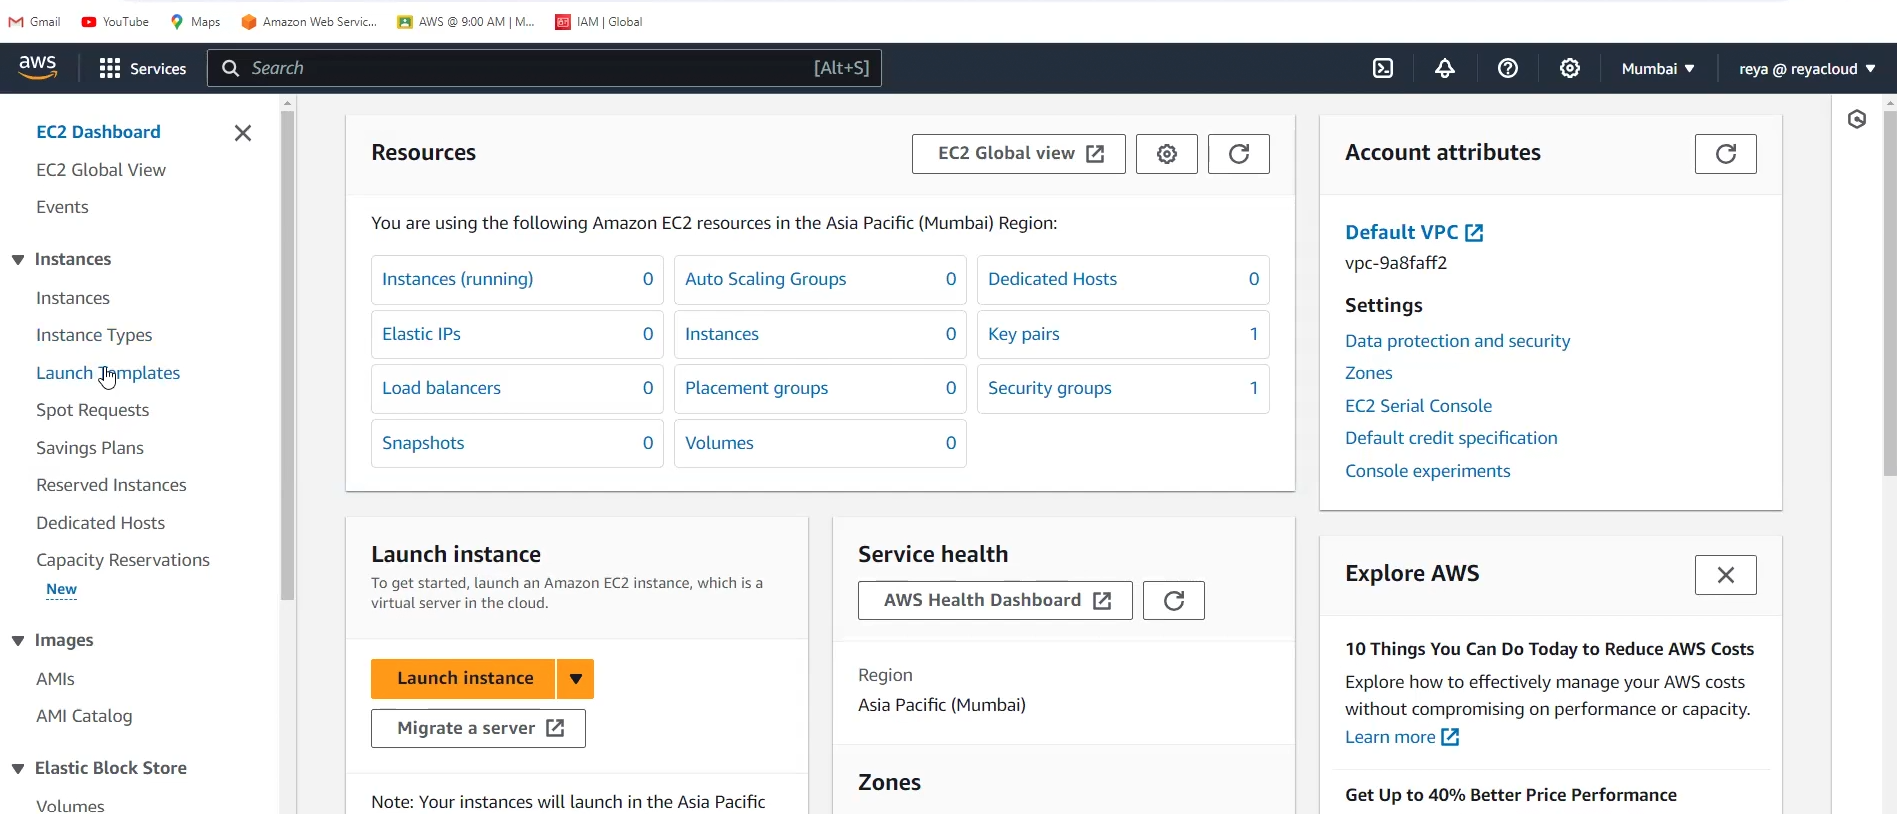 Gmail
YouTube
Maps
Amazon Web Servic...
AWS @ 9:00 AM | M...
IAM | Global
aws
Services
Search
[Alt+S]
Mumbai
reya @ reyacloud
EC2 Dashboard
EC2 Global View
Events
Instances
Instances
Instance Types
Launch Templates
Spot Requests
Savings Plans
Reserved Instances
Dedicated Hosts
Capacity Reservations
New
Images
AMIs
AMI Catalog
Elastic Block Store
Volumes
Resources
EC2 Global view
You are using the following Amazon EC2 resources in the Asia Pacific (Mumbai) Region:
Instances (running) 0
Auto Scaling Groups 0
Dedicated Hosts 0
Elastic IPs 0
Instances 0
Key pairs 1
Load balancers 0
Placement groups 0
Security groups 1
Snapshots 0
Volumes 0
Launch instance
To get started, launch an Amazon EC2 instance, which is a
virtual server in the cloud.
Launch instance
Migrate a server
Note: Your instances will launch in the Asia Pacific
Service health
AWS Health Dashboard
Region
Asia Pacific (Mumbai)
Zones
Account attributes
Default VPC
vpc-9a8faff2
Settings
Data protection and security
Zones
EC2 Serial Console
Default credit specification
Console experiments
Explore AWS
10 Things You Can Do Today to Reduce AWS Costs
Explore how to effectively manage your AWS costs
without compromising on performance or capacity.
Learn more
Get Up to 40% Better Price Performance